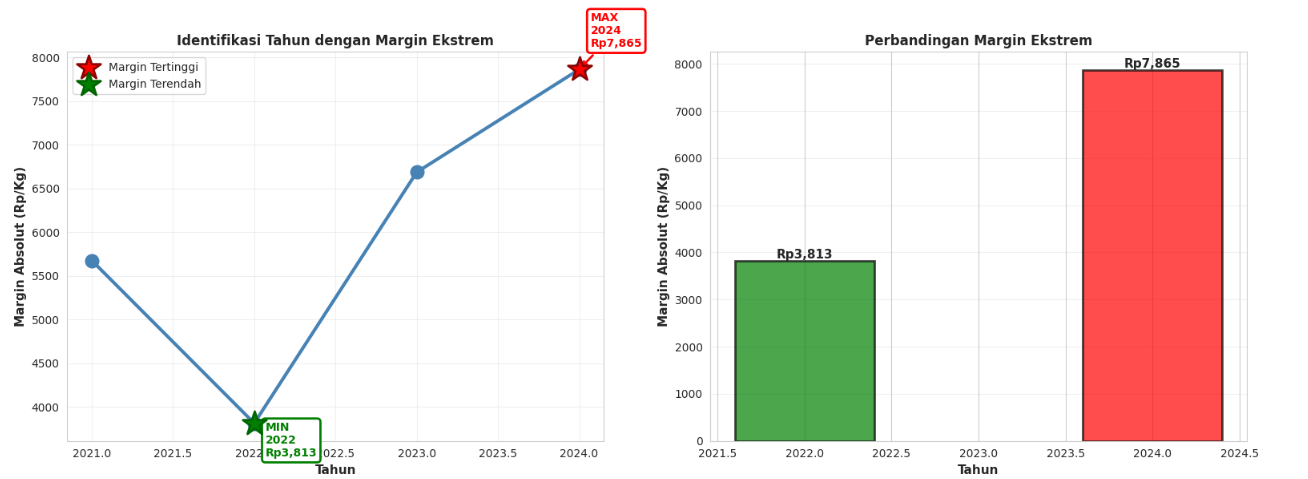 MAX
2024
Rp7,865
Identifikasi Tahun dengan Margin Ekstrem
Margin Tertinggi
Margin Terendah
Margin Absolut (Rp/Kg)
8000
7500
7000
6500
6000
5500
5000
4500
4000
MIN
2022
Rp3,813
2021.0 2021.5 2022 2.5 2023.0 2023.5 2024.0
Tahun
Perbandingan Margin Ekstrem
Margin Absolut (Rp/Kg)
8000
7000
6000
5000
4000
3000
2000
1000
0
Rp3,813
Rp7,865
2021.5 2022.0 2022.5 2023.0 2023.5 2024.0 2024.5
Tahun